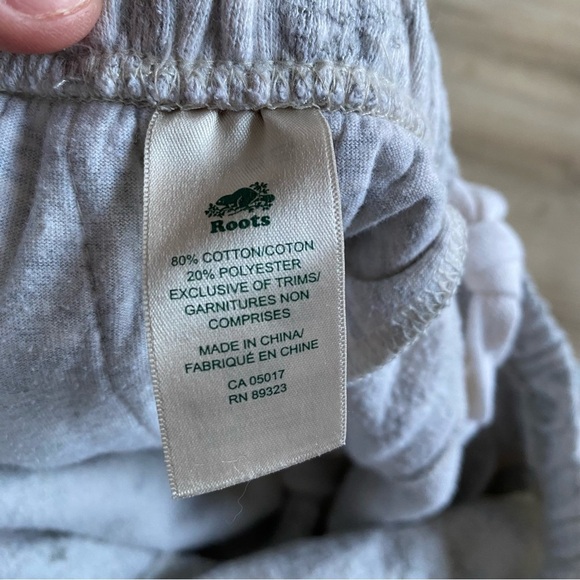 Roots
80% COTTON/COTON
20% POLYESTER
EXCLUSIVE OF TRIMS/
GARNITURES NON
COMPRISES
MADE IN CHINA/
FABRIQUÉ EN CHINE
CA 05017
RN 89323